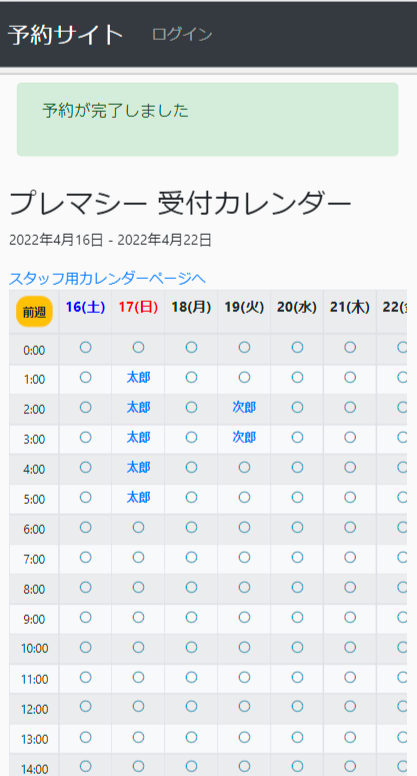 予約サイト ログイン
予約が完了しました
プレマシー 受付カレンダー
2022年4月16日 - 2022年4月22日
スタッフ用カレンダーページへ
前週 16(土) 17(日) 18(月) 19(火) 20(水) 21(木) 22(
0:00 〇 〇 〇 〇 〇 〇 〇
1:00 〇 太郎 〇 〇 〇 〇 〇
2:00 〇 太郎 〇 次郎 〇 〇 〇
3:00 〇 太郎 〇 次郎 〇 〇 〇
4:00 〇 太郎 〇 〇 〇 〇 〇
5:00 〇 太郎 〇 〇 〇 〇 〇
6:00 〇 〇 〇 〇 〇 〇 〇
7:00 〇 〇 〇 〇 〇 〇 〇
8:00 〇 〇 〇 〇 〇 〇 〇
9:00 〇 〇 〇 〇 〇 〇 〇
10:00 〇 〇 〇 〇 〇 〇 〇
11:00 〇 〇 〇 〇 〇 〇 〇
12:00 〇 〇 〇 〇 〇 〇 〇
13:00 〇 〇 〇 〇 〇 〇 〇
14:00 〇 〇 〇 〇 〇 〇 〇